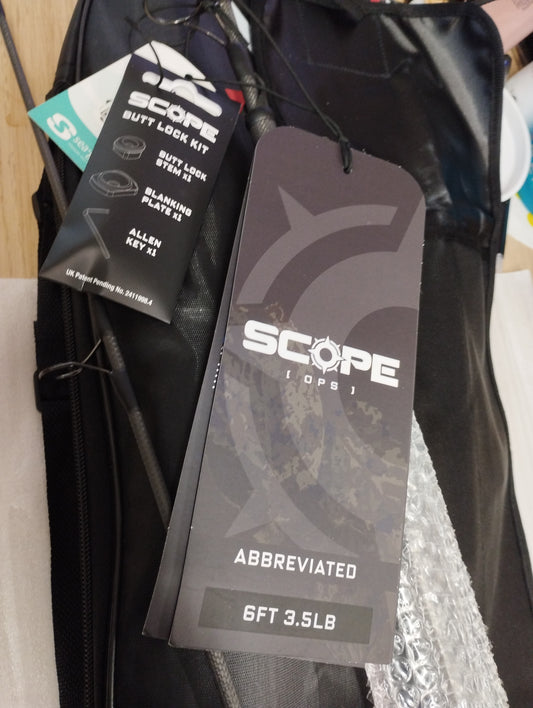 SCOPE
BUTT LOCK KIT
BUTT LOCK
STEM x1
BLANKING
PLATE x1
ALLEN
KEY x1
UK Patent Pending No. 2411998.4
SCOPE
[ OPS ]
ABBREVIATED
6FT 3.5LB